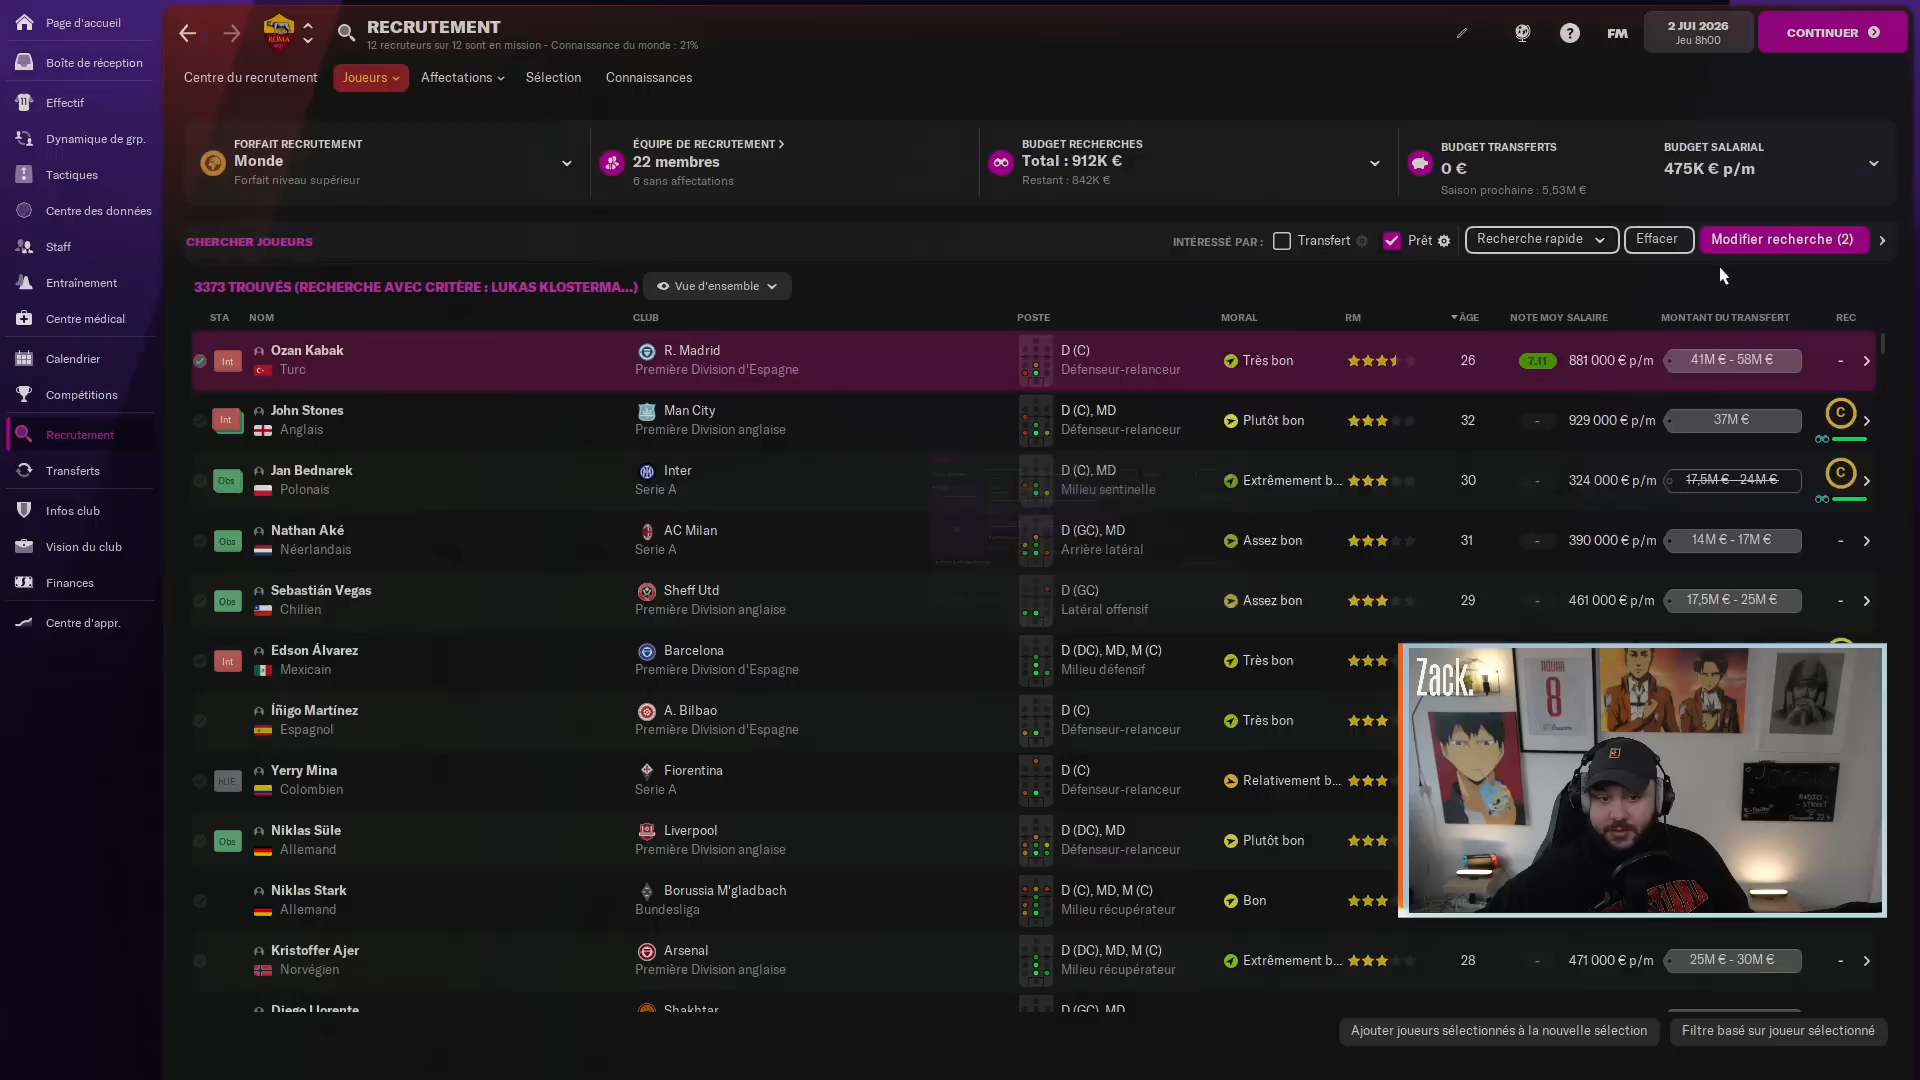 Page d'accueil
Boîte de réception
Effectif
Dynamique de grp.
Tactiques
Centre des données
Staff
Entraînement
Centre médical
Calendrier
Compétitions
Recrutement
Transferts
Infos club
Vision du club
Finances
Centre d'appr.
ROMA
RECRUTEMENT
12 recruteurs sur 12 sont en mission - Connaissance du monde : 21%
FM
2 JUI 2026
Jeu 8h00
CONTINUER
Centre du recrutement
Joueurs
Affectations
Sélection
Connaissances
FORFAIT RECRUTEMENT
Monde
Forfait niveau supérieur
ÉQUIPE DE RECRUTEMENT
22 membres
6 sans affectations
BUDGET RECHERCHES
Total : 912K €
Restant : 842K €
BUDGET TRANSFERTS
0 €
Saison prochaine : 5,53M €
BUDGET SALARIAL
475K € p/m
CHERCHER JOUEURS
INTÉRESSÉ PAR :
Transfert
Prêt
Recherche rapide
Effacer
Modifier recherche (2)
3373 TROUVÉS (RECHERCHE AVEC CRITÈRE : LUKAS KLOSTERMA...)
Vue d'ensemble
STA NOM CLUB POSTE MORAL RM ÂGE NOTE MOY SALAIRE MONTANT DU TRANSFERT REC
Int Ozan Kabak R. Madrid D (C) Très bon 26 7.11 881 000 € p/m 41M € - 58M € -
Turc Première Division d'Espagne Défenseur-relanceur
Int John Stones Man City D (C), MD Plutôt bon 32 - 929 000 € p/m 37M € C
Anglais Première Division anglaise Défenseur-relanceur
Obs Jan Bednarek Inter D (C), MD Extrêmement b... 30 - 324 000 € p/m 17,5M € - 24M € C
Polonais Serie A Milieu sentinelle
Obs Nathan Aké AC Milan D (GC), MD Assez bon 31 - 390 000 € p/m 14M € - 17M € -
Néerlandais Serie A Arrière latéral
Obs Sebastián Vegas Sheff Utd D (GC) Assez bon 29 - 461 000 € p/m 17,5M € - 25M € -
Chilien Première Division anglaise Latéral offensif
Int Edson Álvarez Barcelona D (DC), MD, M (C) Très bon
Mexicain Première Division d'Espagne Milieu défensif
Íñigo Martínez A. Bilbao D (C) Très bon
Espagnol Première Division d'Espagne Défenseur-relanceur
Yerry Mina Fiorentina D (C) Relativement b...
Colombien Serie A Défenseur-relanceur
Obs Niklas Süle Liverpool D (DC), MD Plutôt bon
Allemand Première Division anglaise Défenseur-relanceur
Niklas Stark Borussia M'gladbach D (C), MD, M (C) Bon
Allemand Bundesliga Milieu récupérateur
Kristoffer Ajer Arsenal D (DC), MD, M (C) Extrêmement b... 28 - 471 000 € p/m 25M € - 30M € -
Norvégien Première Division anglaise Milieu récupérateur
Diego Llorente Shakhtar D (GC), MD
Zack.
8
Ajouter joueurs sélectionnés à la nouvelle sélection
Filtre basé sur joueur sélectionné